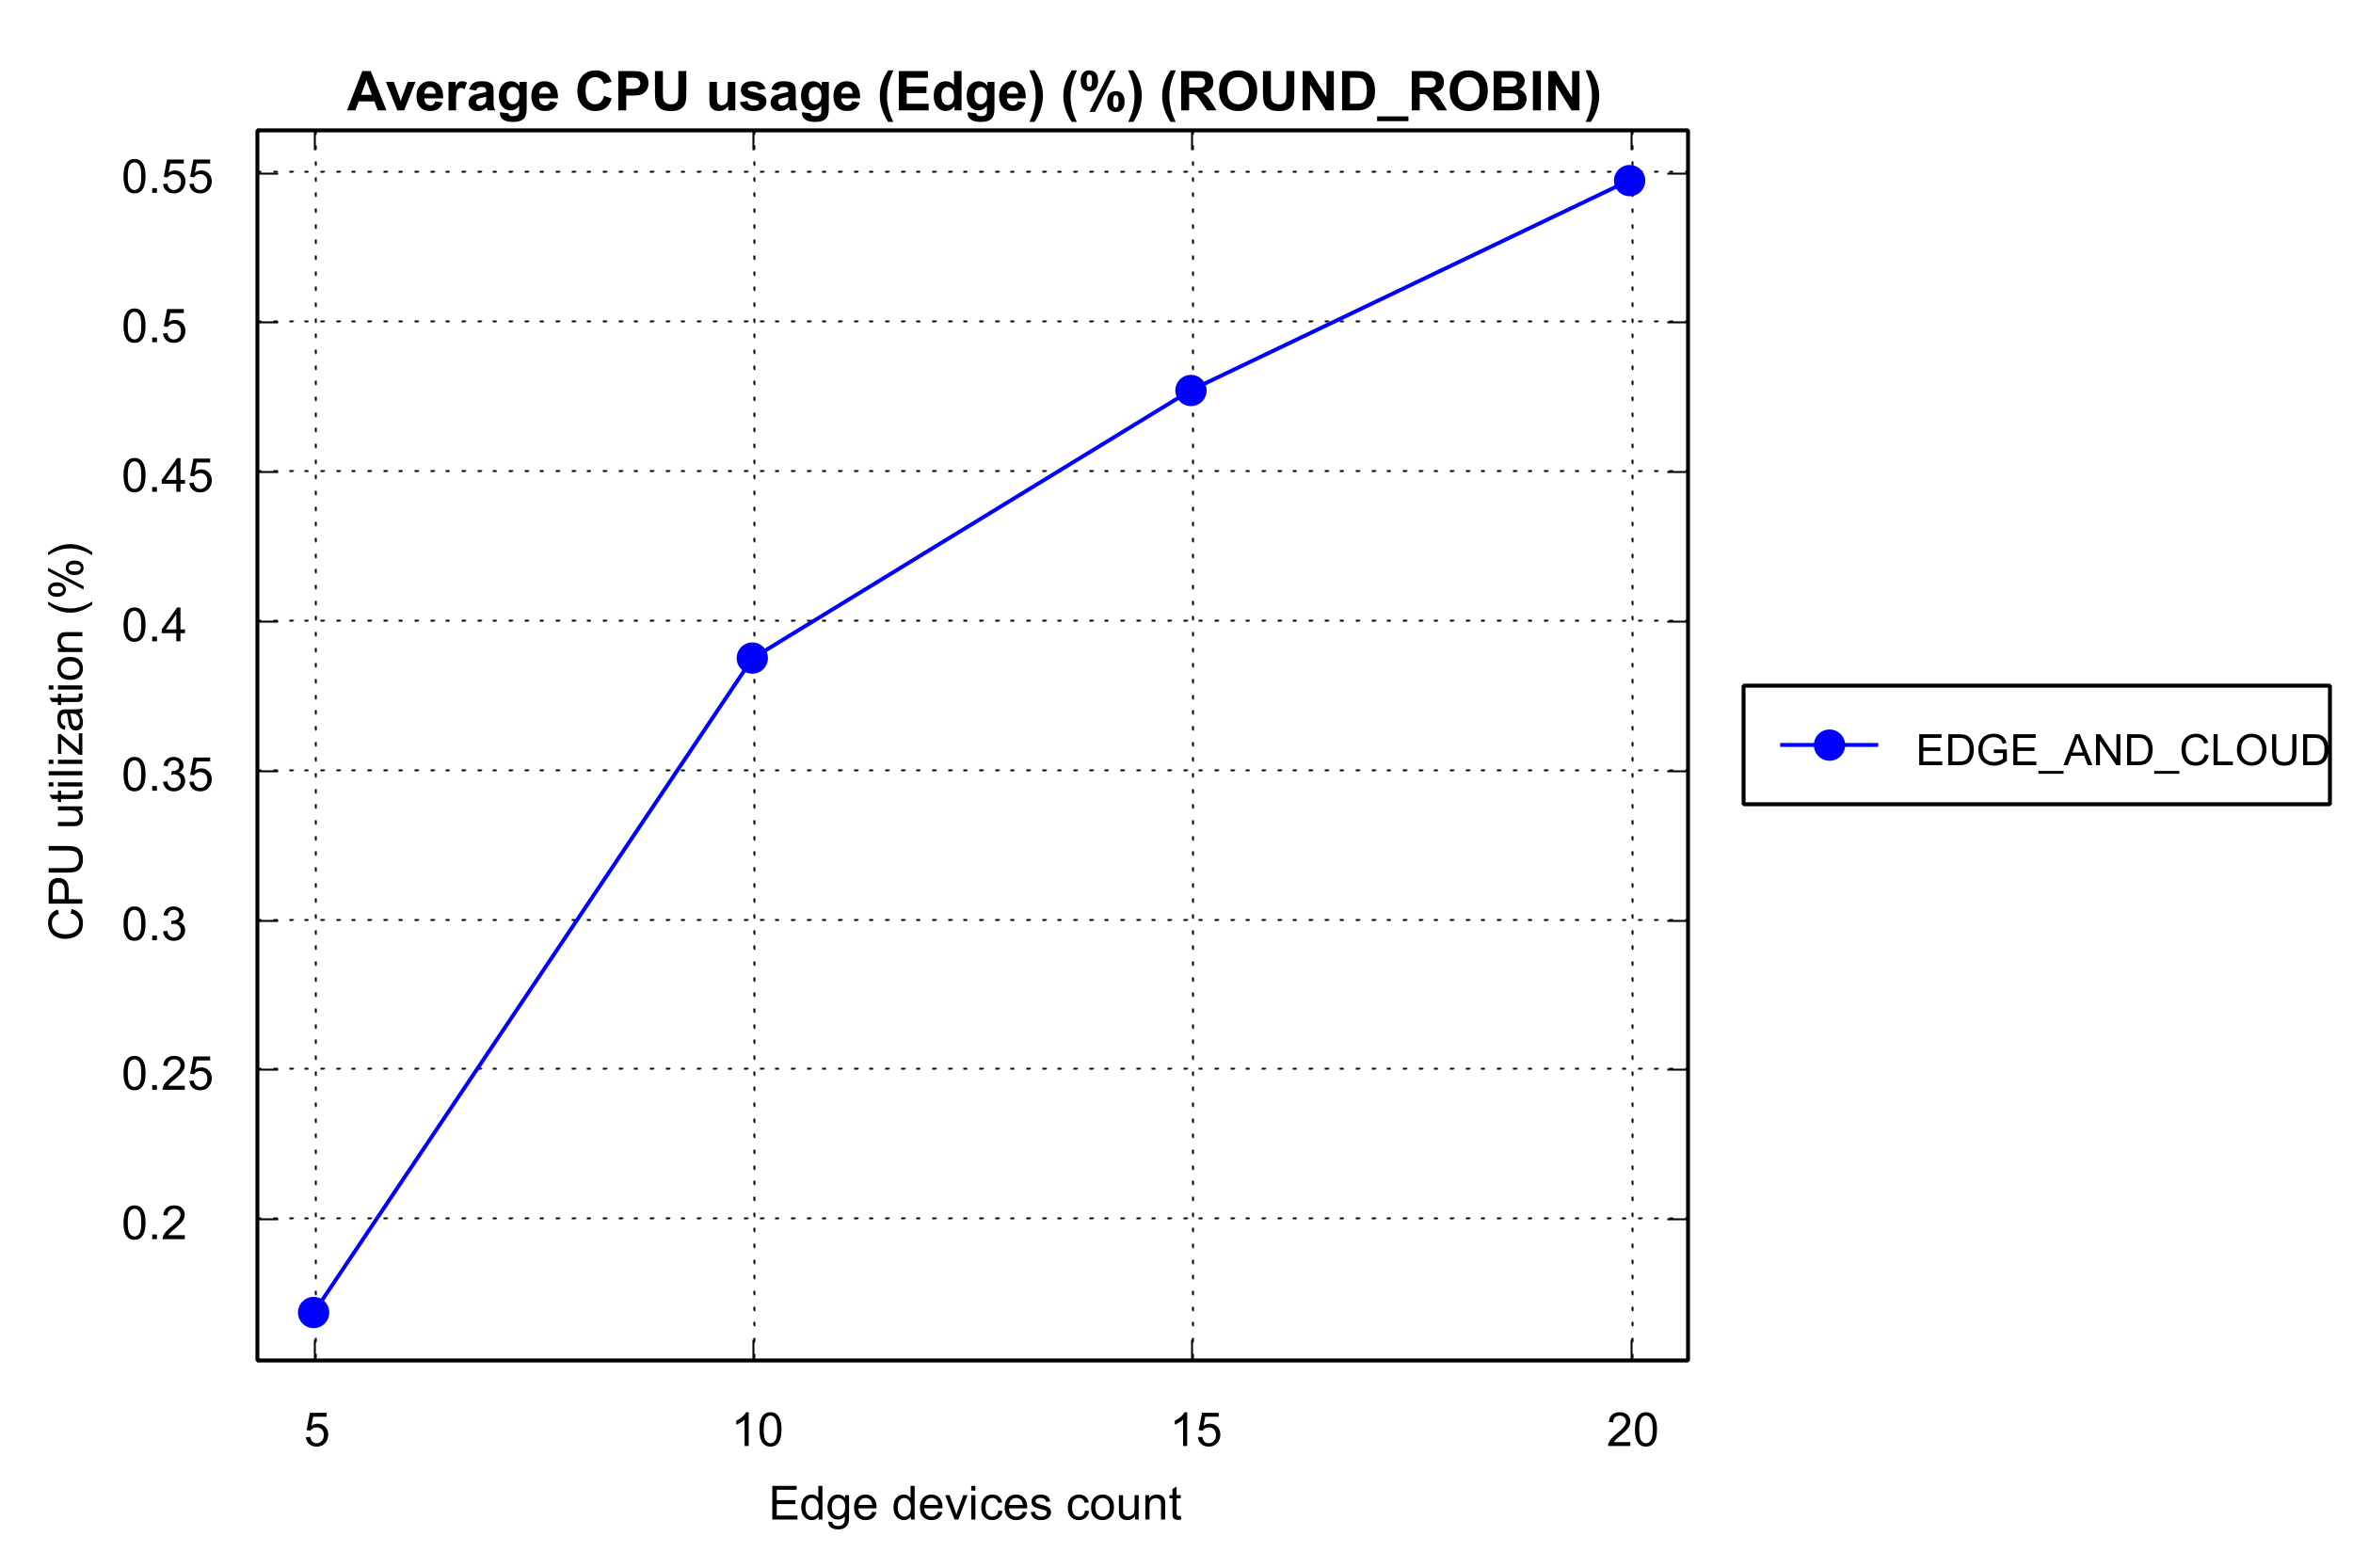 Average CPU usage (Edge) (%) (ROUND_ROBIN)
0.55
0.5
0.45
0.4
0.35
0.3
0.25
0.2
CPU utilization (%)
EDGE_AND_CLOUD
5 10 15 20
Edge devices count